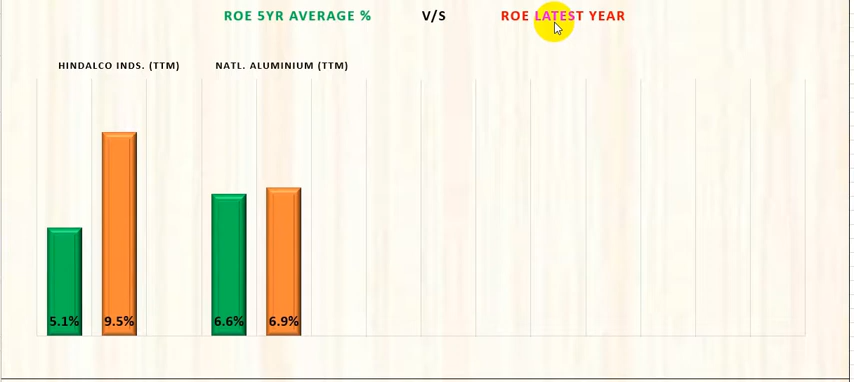 ROE 5YR AVERAGE % V/S ROE LATEST YEAR
HINDALCO INDS. (TTM) NATL. ALUMINIUM (TTM)
5.1% 9.5% 6.6% 6.9%